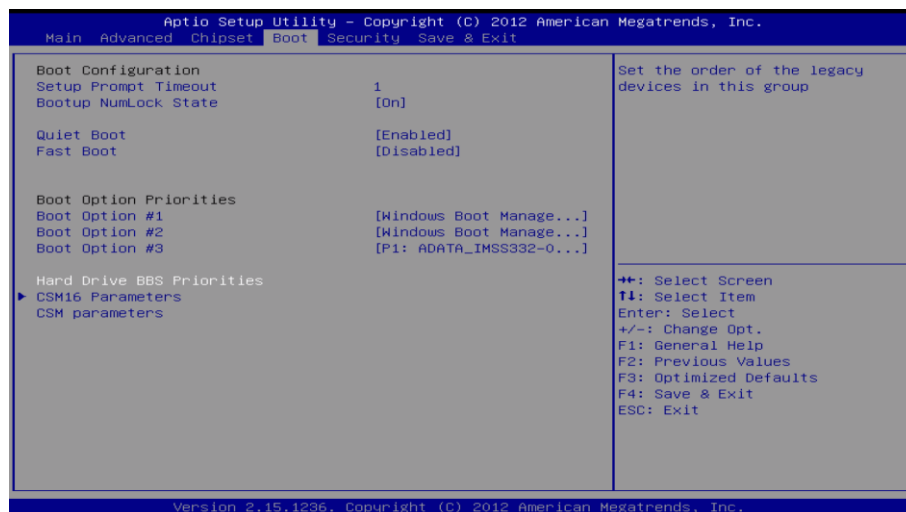 Aptio Setup Utility – Copyright (C) 2012 American Megatrends, Inc.
Main Advanced Chipset Boot Security Save & Exit
Boot Configuration
Setup Prompt Timeout 1
Bootup NumLock State [On]
Quiet Boot [Enabled]
Fast Boot [Disabled]
Boot Option Priorities
Boot Option #1 [Windows Boot Manage...]
Boot Option #2 [Windows Boot Manage...]
Boot Option #3 [P1: ADATA_IMSS332-0...]
Hard Drive BBS Priorities
CSM16 Parameters
CSM parameters
Set the order of the legacy
devices in this group
→←: Select Screen
↑↓: Select Item
Enter: Select
+/-: Change Opt.
F1: General Help
F2: Previous Values
F3: Optimized Defaults
F4: Save & Exit
ESC: Exit
Version 2.15.1236. Copyright (C) 2012 American Megatrends, Inc.